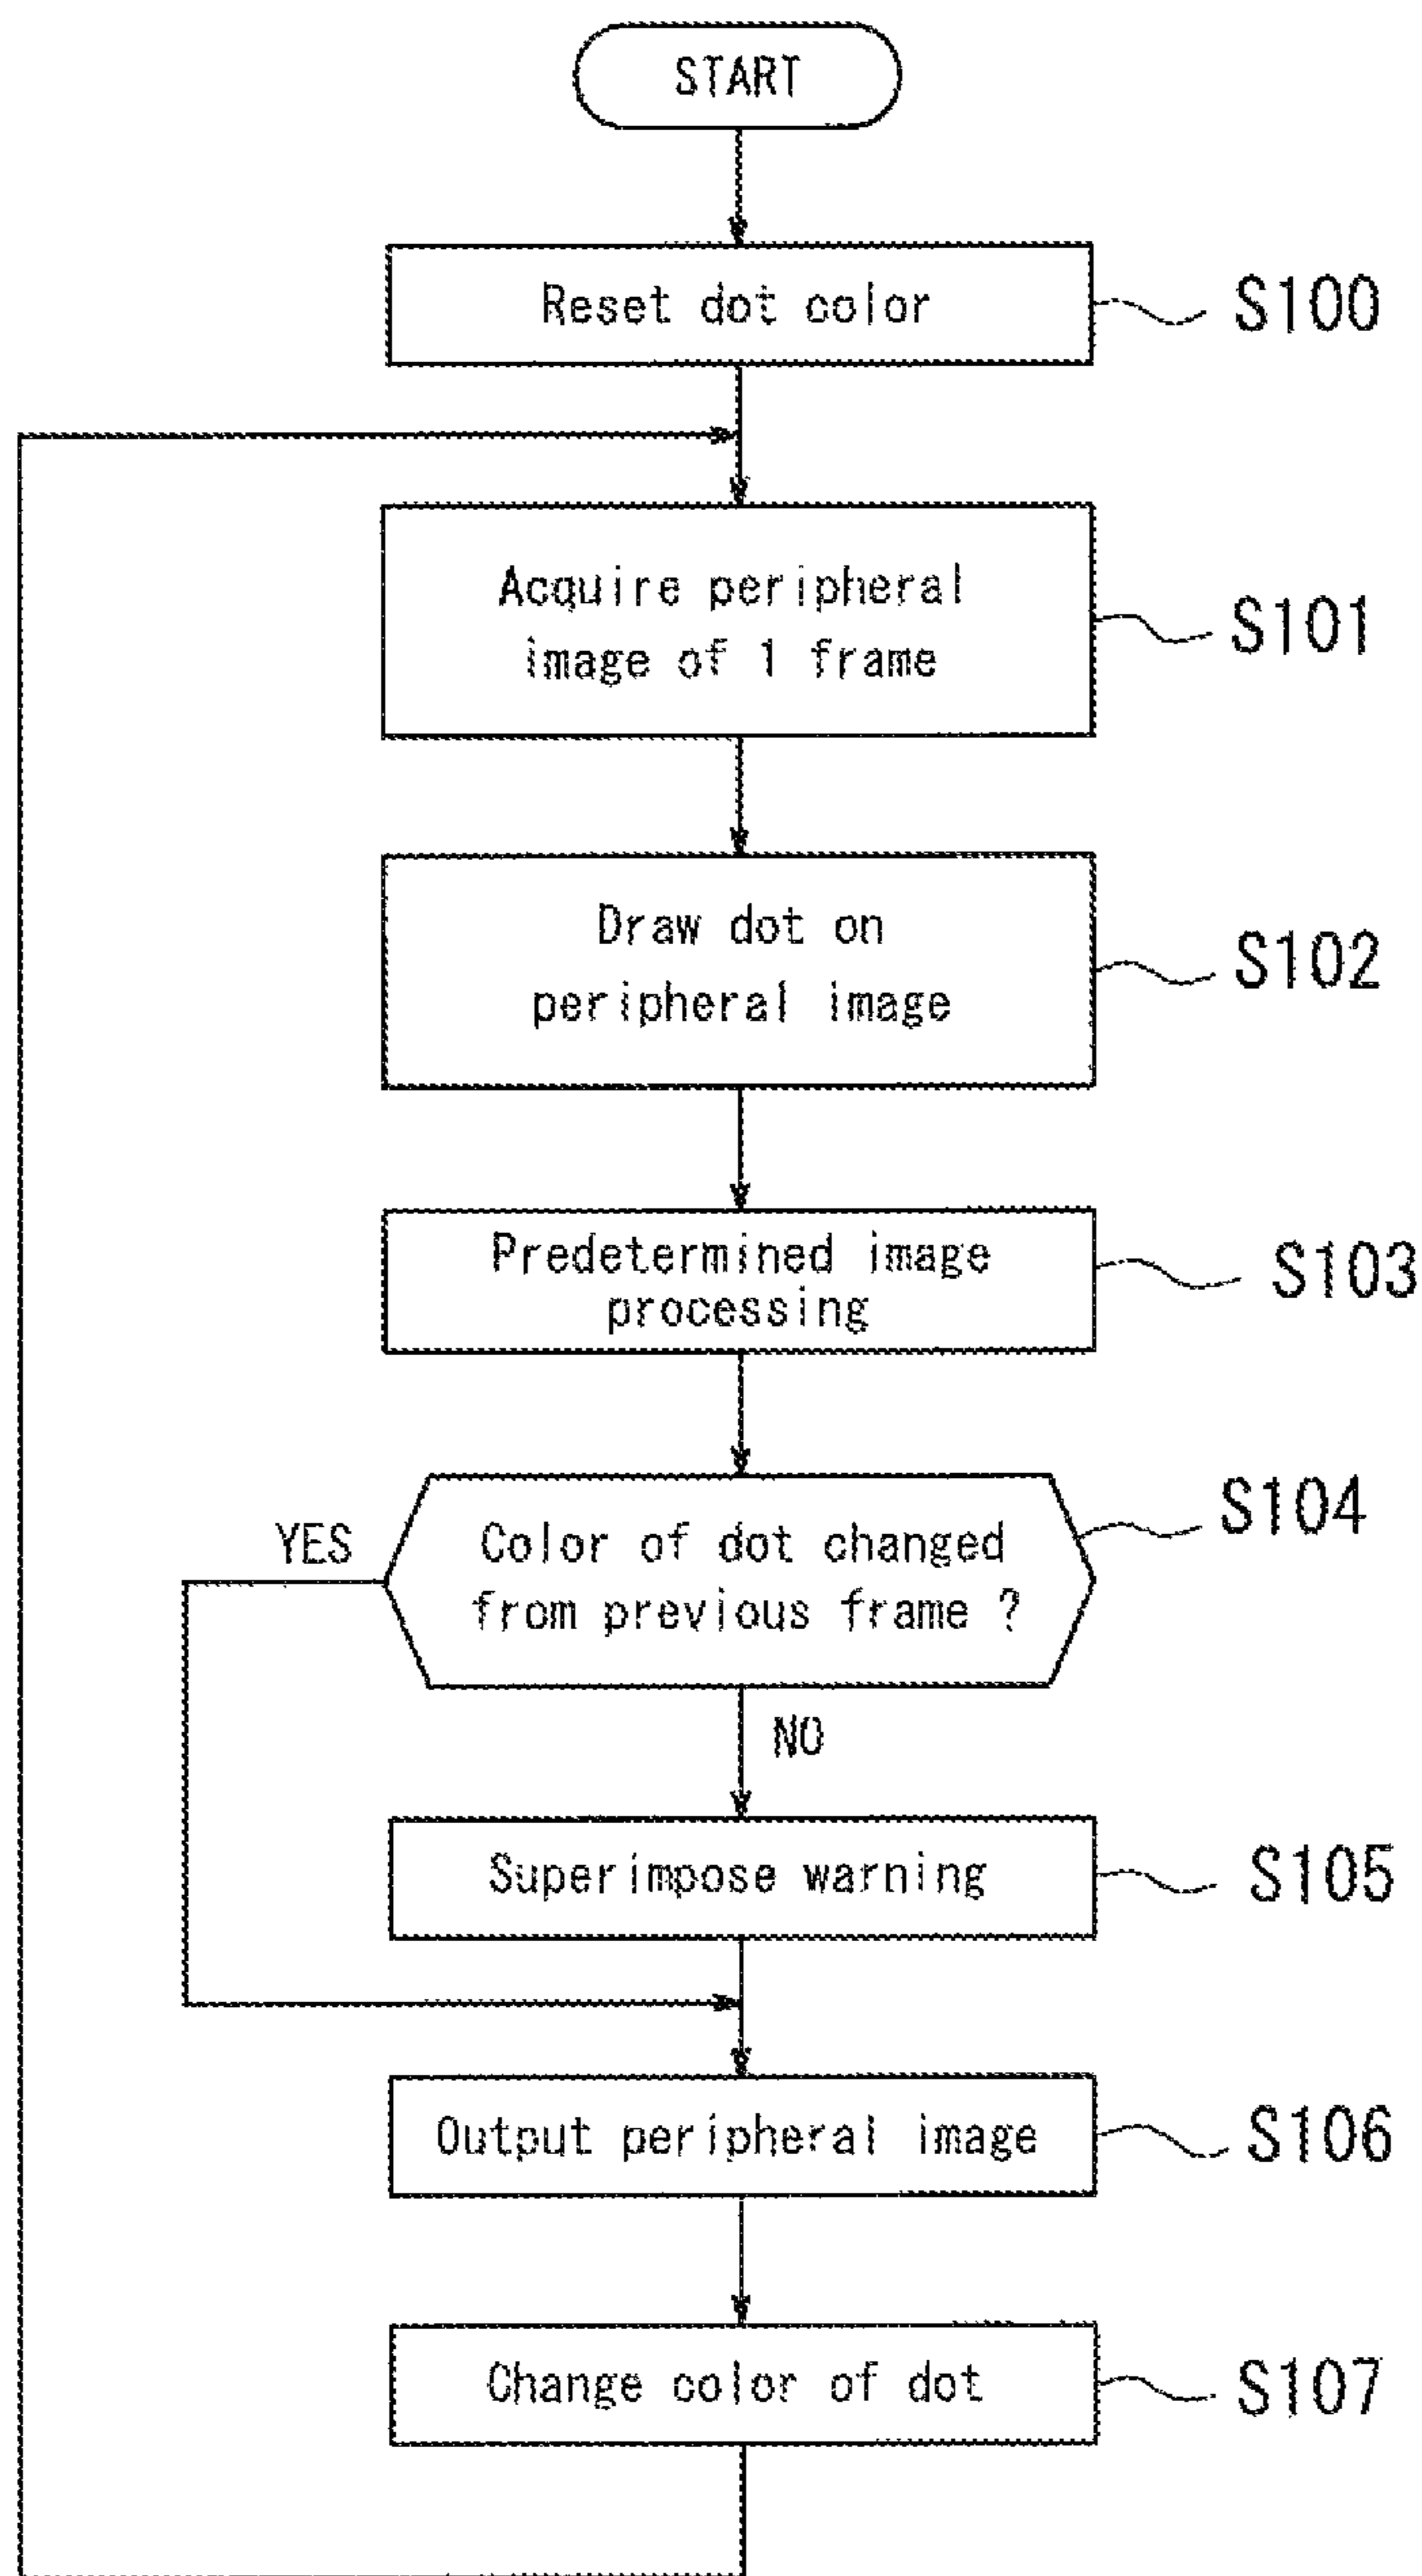 START
Reset dot color
S100
Acquire peripheral
image of 1 frame
S101
Draw dot on
peripheral image
S102
Predetermined image
processing
S103
Color of dot changed
from previous frame ?
S104
YES
NO
Superimpose warning
S105
Output peripheral image
S106
Change color of dot
S107